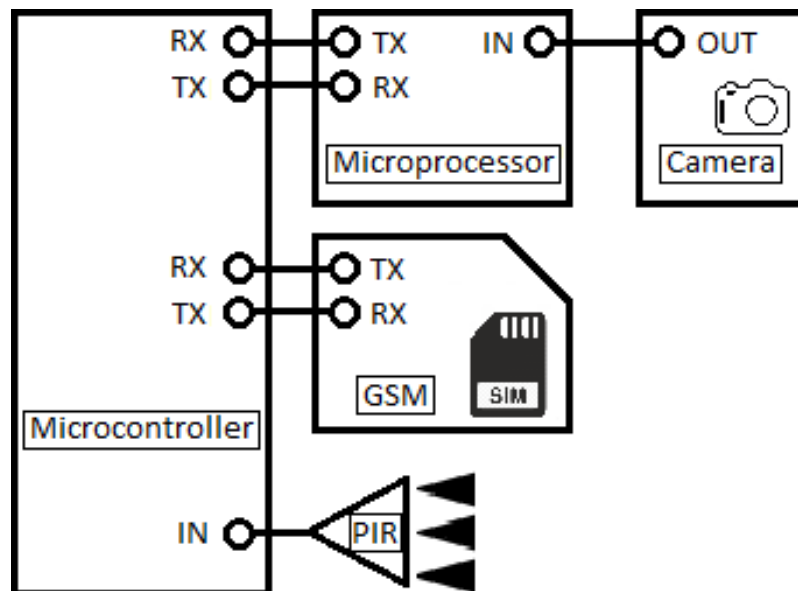 RX TX IN OUT
TX RX
Microprocessor Camera
RX TX
TX RX
SIM
GSM
Microcontroller
IN PIR